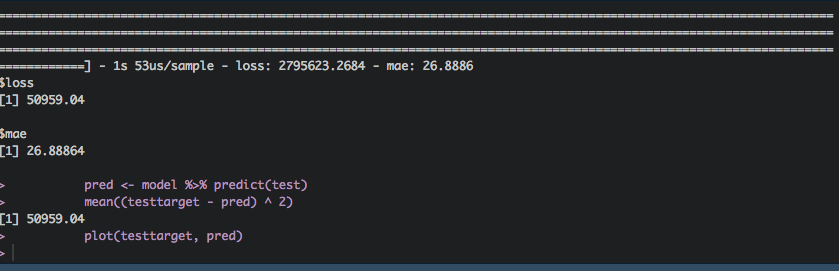 =======================================================================================================
=======================================================================================================
=======================================================================================================
============] - 1s 53us/sample - loss: 2795623.2684 - mae: 26.8886
$loss
[1] 50959.04
$mae
[1] 26.88864
> pred <- model %>% predict(test)
> mean((testtarget - pred) ^ 2)
[1] 50959.04
> plot(testtarget, pred)
>